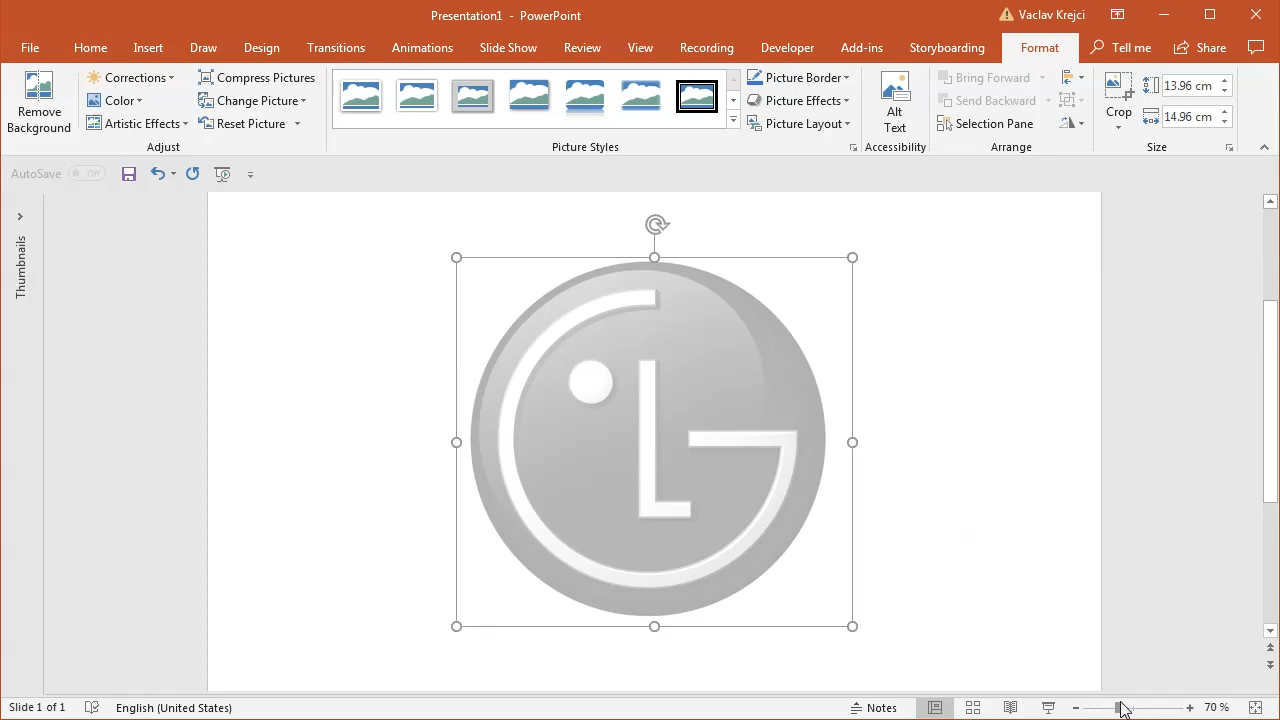 Presentation1 - PowerPoint
Vaclav Krejci
File Home Insert Draw Design Transitions Animations Slide Show Review View Recording Developer Add-ins Storyboarding Format Tell me Share
Remove Background
Corrections
Color
Artistic Effects
Compress Pictures
Change Picture
Reset Picture
Adjust
Picture Styles
Picture Border
Picture Effects
Picture Layout
Alt Text
Accessibility
Bring Forward
Send Backward
Selection Pane
Arrange
Crop
13.96 cm
14.96 cm
Size
AutoSave Off
Thumbnails
LG
Slide 1 of 1 English (United States) Notes 70 %